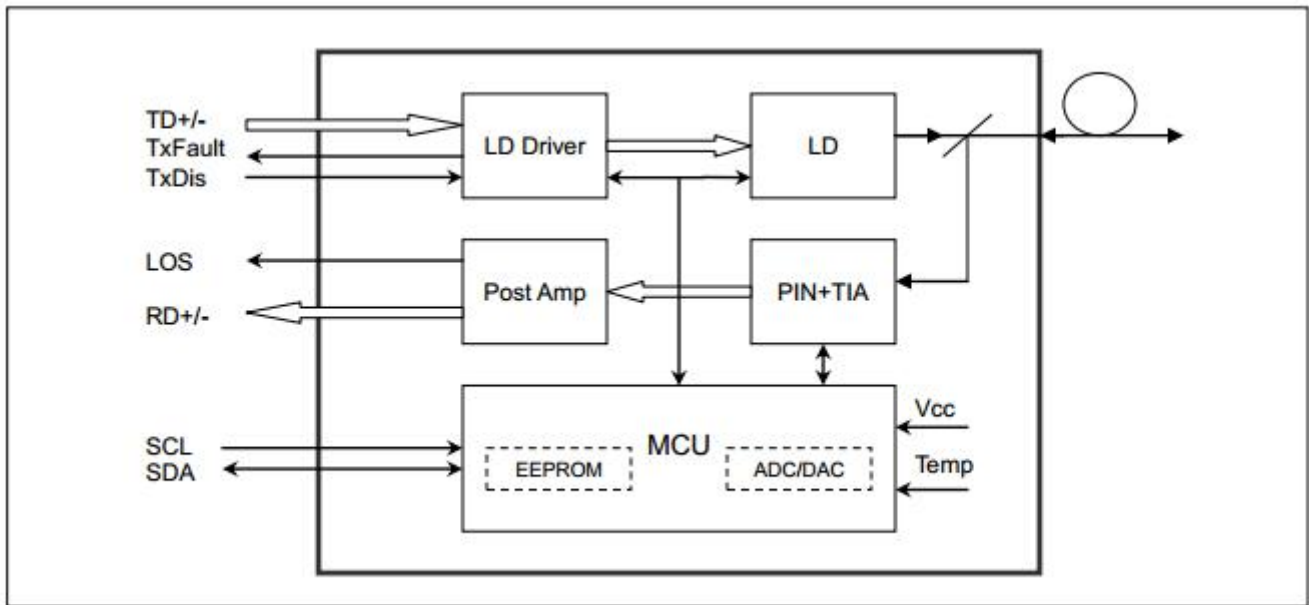 TD+/-
TxFault
TxDis
LD Driver
LD
LOS
RD+/-
Post Amp
PIN+TIA
SCL
SDA
MCU
EEPROM
ADC/DAC
Vcc
Temp